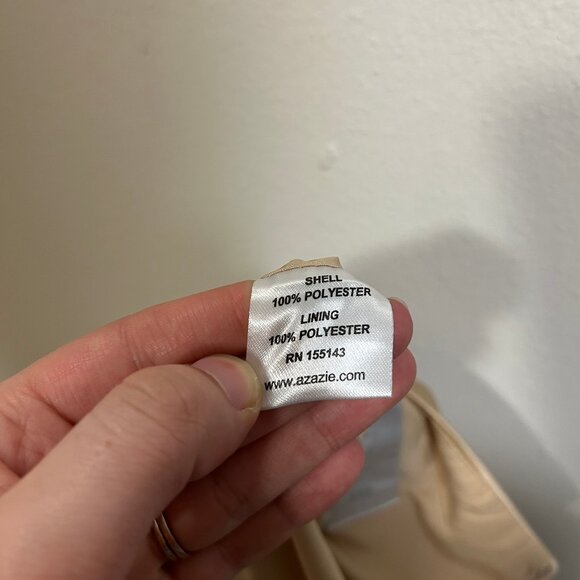 SHELL
100% POLYESTER
LINING
100% POLYESTER
RN 155143
www.azazie.com